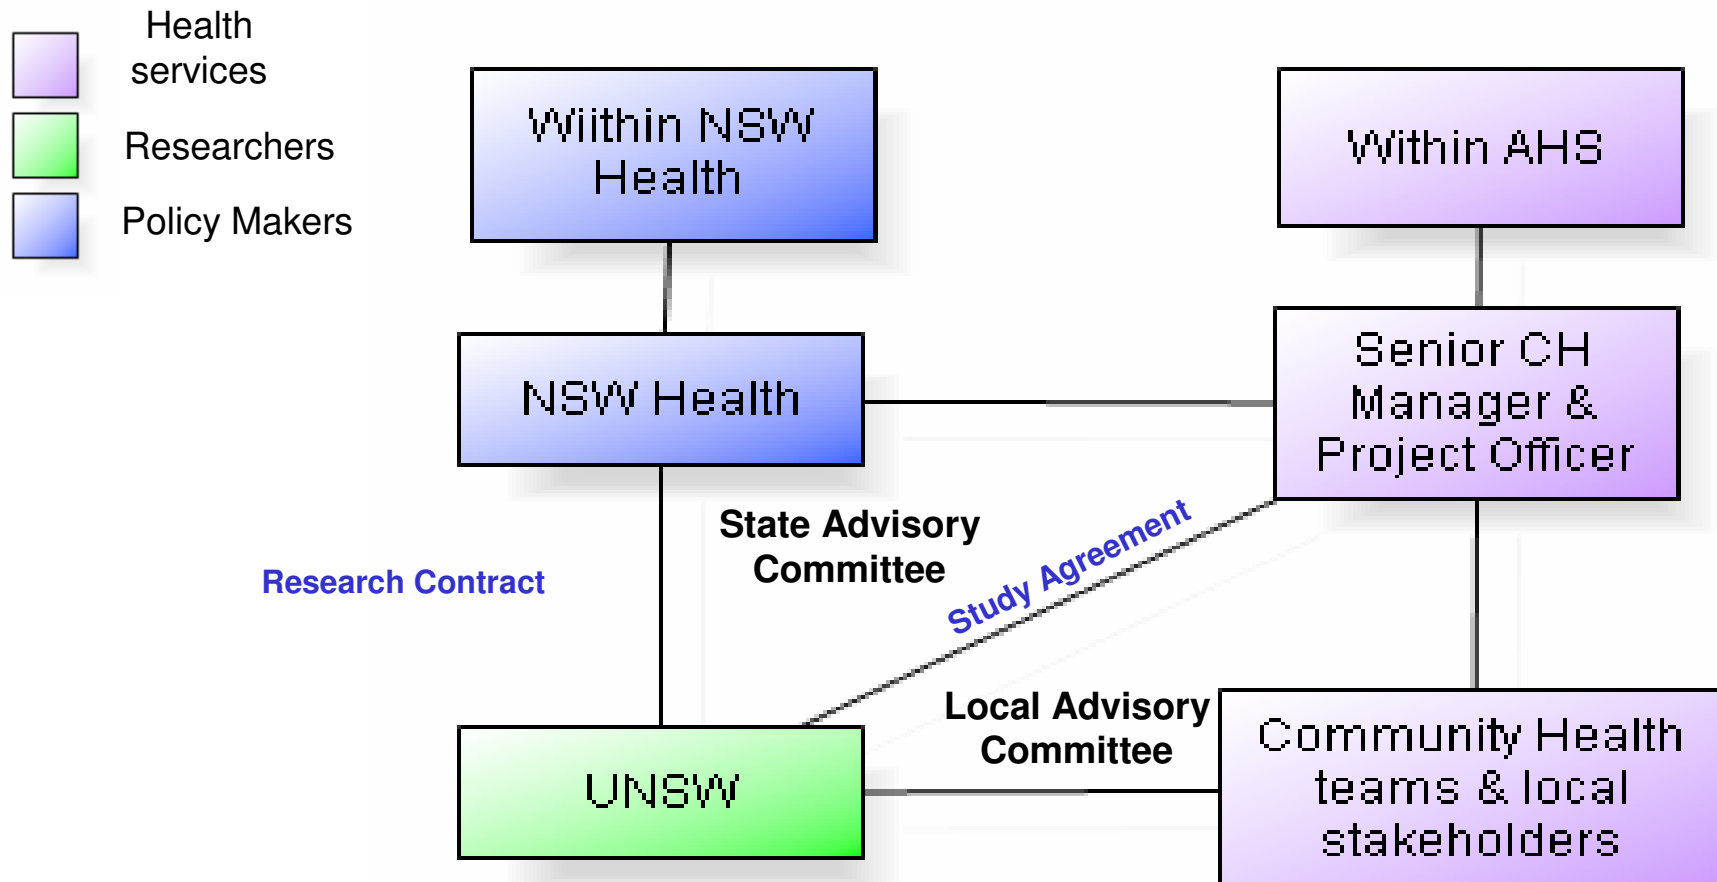 Health
services
Researchers
Policy Makers
Wiithin NSW
Health
Within AHS
NSW Health
Senior CH
Manager &
Project Officer
State Advisory
Committee
Research Contract
Study Agreement
Local Advisory
Committee
UNSW
Community Health
teams & local
stakeholders